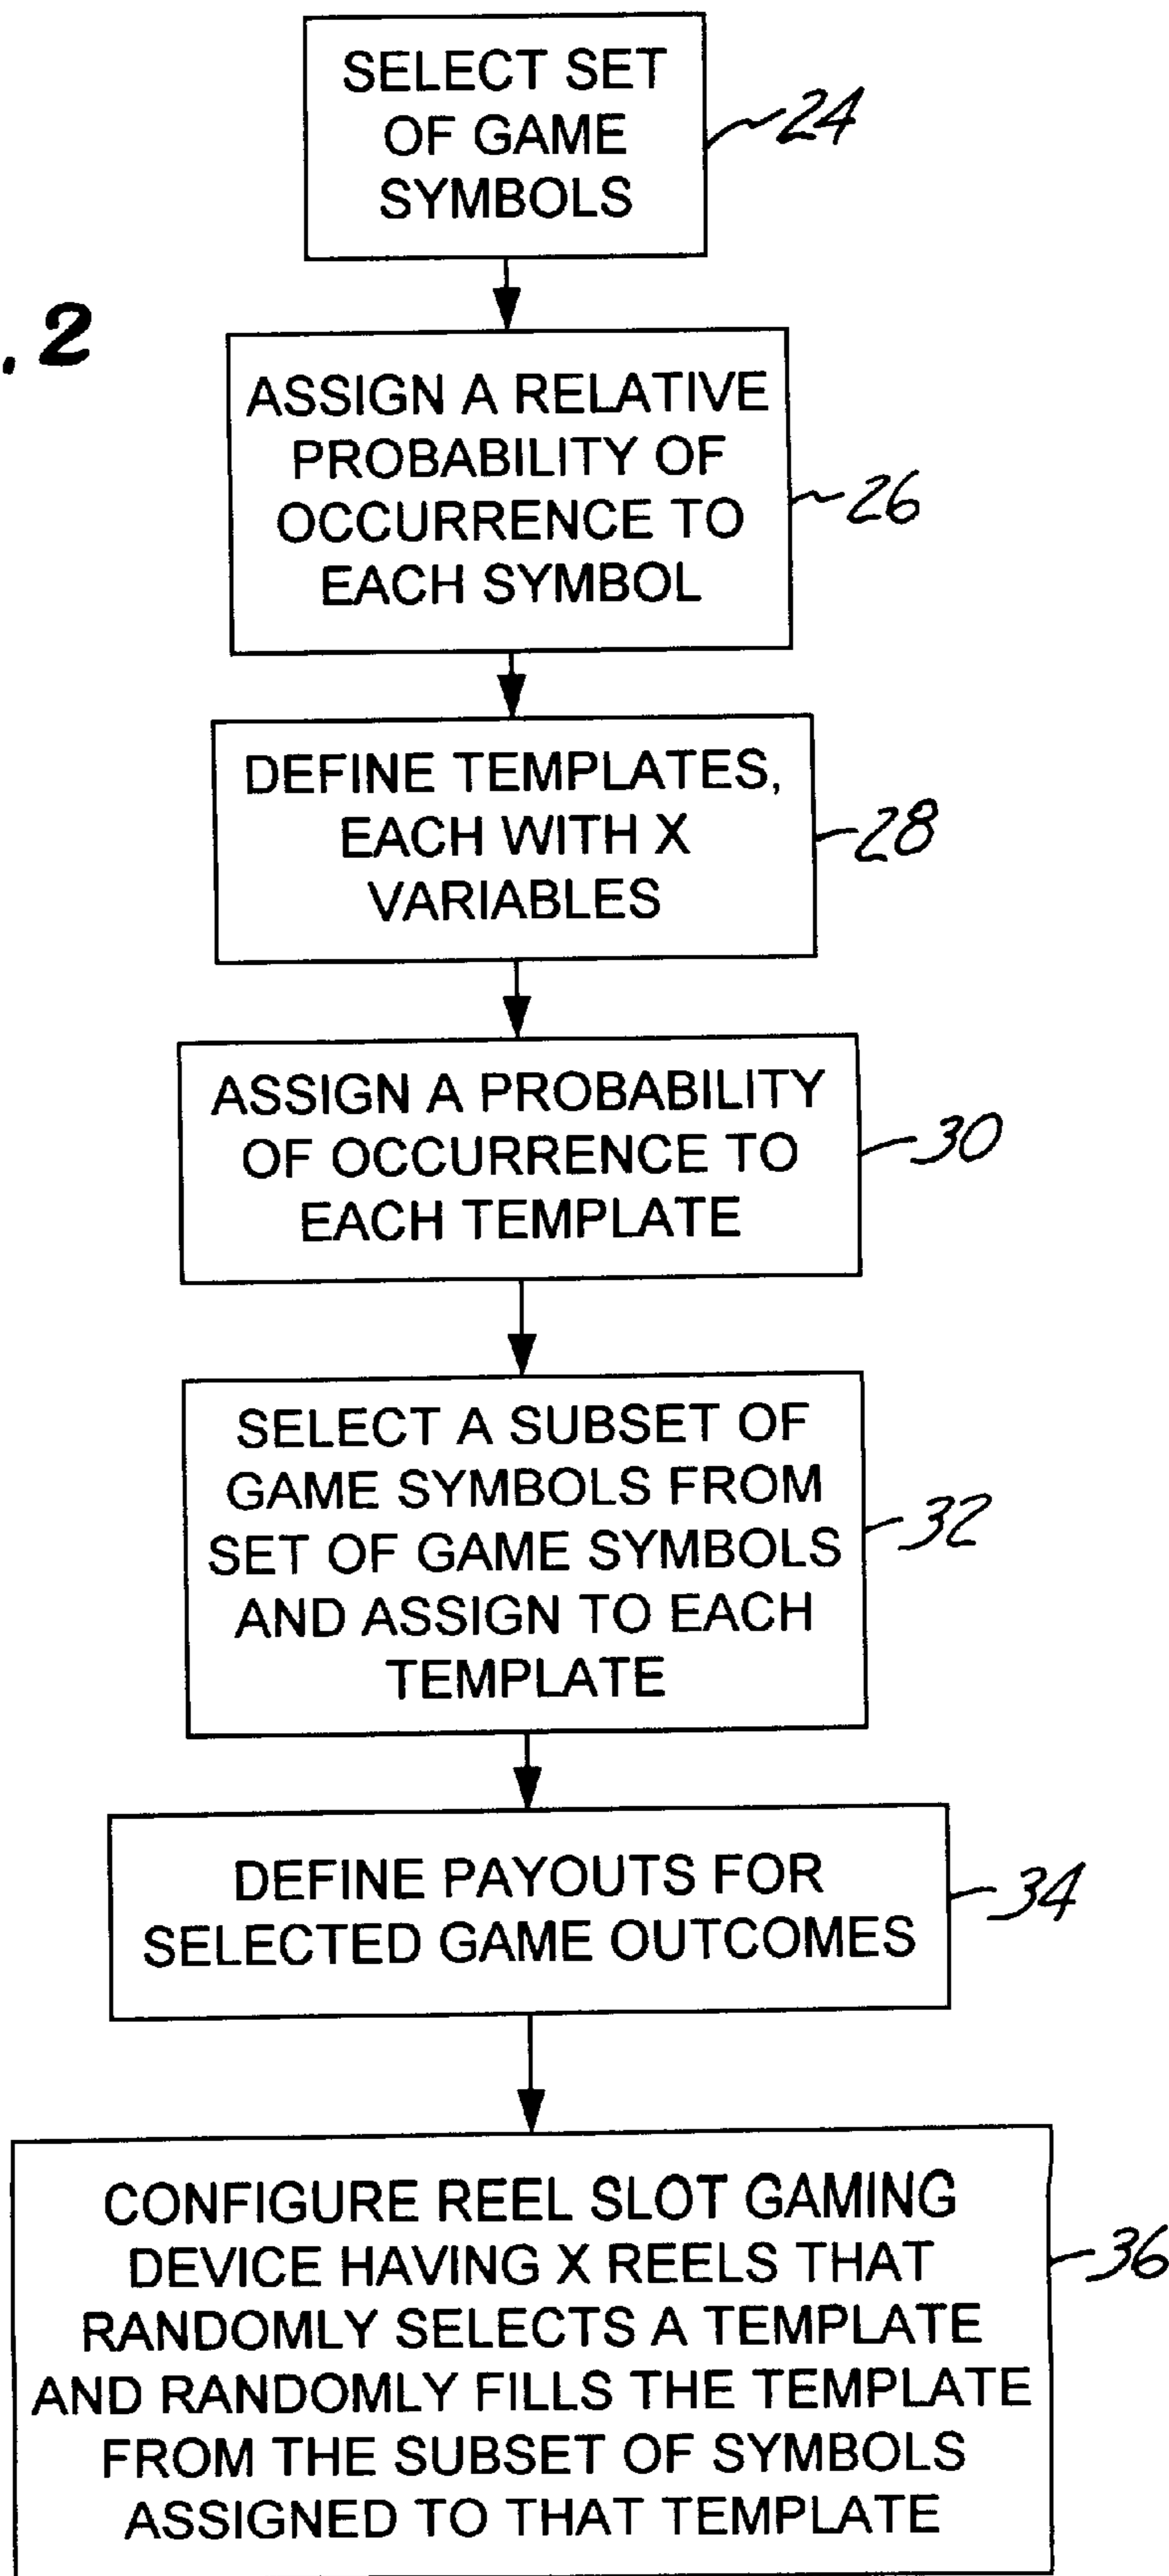 SELECT SET
OF GAME
SYMBOLS
24
. 2
ASSIGN A RELATIVE
PROBABILITY OF
OCCURRENCE TO
EACH SYMBOL
26
DEFINE TEMPLATES,
EACH WITH X
VARIABLES
28
ASSIGN A PROBABILITY
OF OCCURRENCE TO
EACH TEMPLATE
30
SELECT A SUBSET OF
GAME SYMBOLS FROM
SET OF GAME SYMBOLS
AND ASSIGN TO EACH
TEMPLATE
32
DEFINE PAYOUTS FOR
SELECTED GAME OUTCOMES
34
CONFIGURE REEL SLOT GAMING
DEVICE HAVING X REELS THAT
RANDOMLY SELECTS A TEMPLATE
AND RANDOMLY FILLS THE TEMPLATE
FROM THE SUBSET OF SYMBOLS
ASSIGNED TO THAT TEMPLATE
36